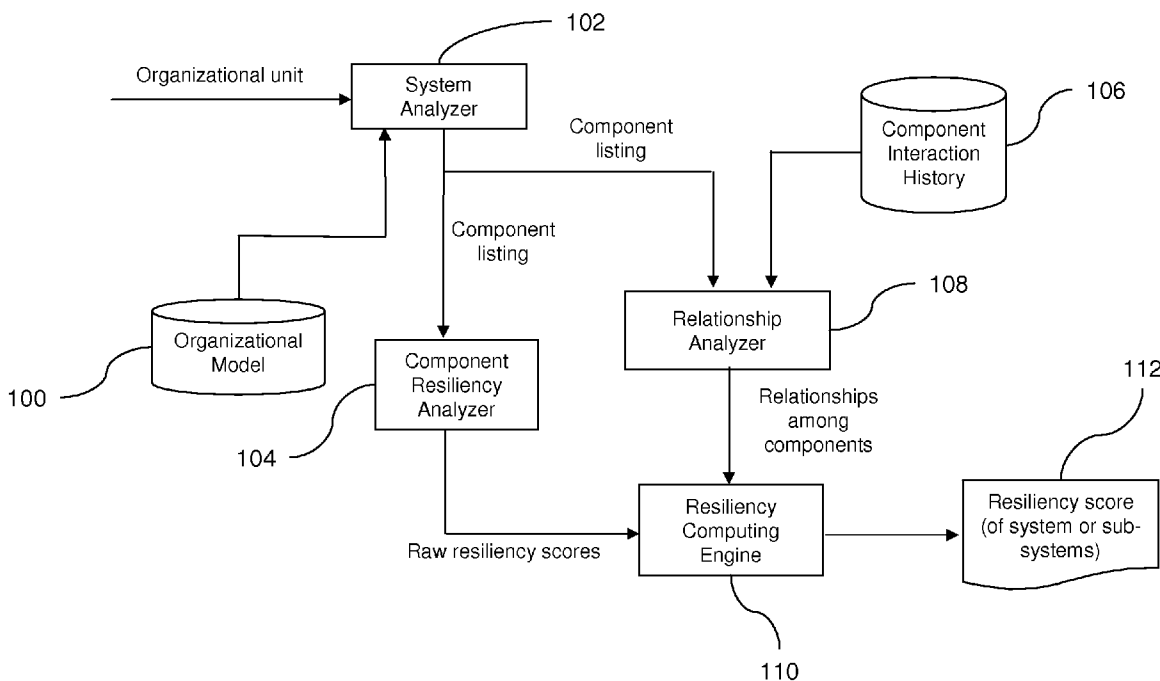 102
Organizational unit
System
Analyzer
106
Component
listing
Component
Interaction
History
Component
listing
108
Organizational
Model
Relationship
Analyzer
100
Component
Resiliency
Analyzer
112
Relationships
among
components
104
Resiliency
Computing
Engine
Resiliency score
(of system or sub-
systems)
Raw resiliency scores
110